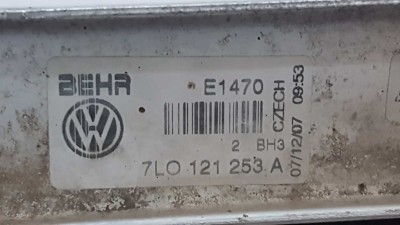 BEHR E1470
2 BH3
7L0 121 253 A
CZECH
07/12/07 09:53